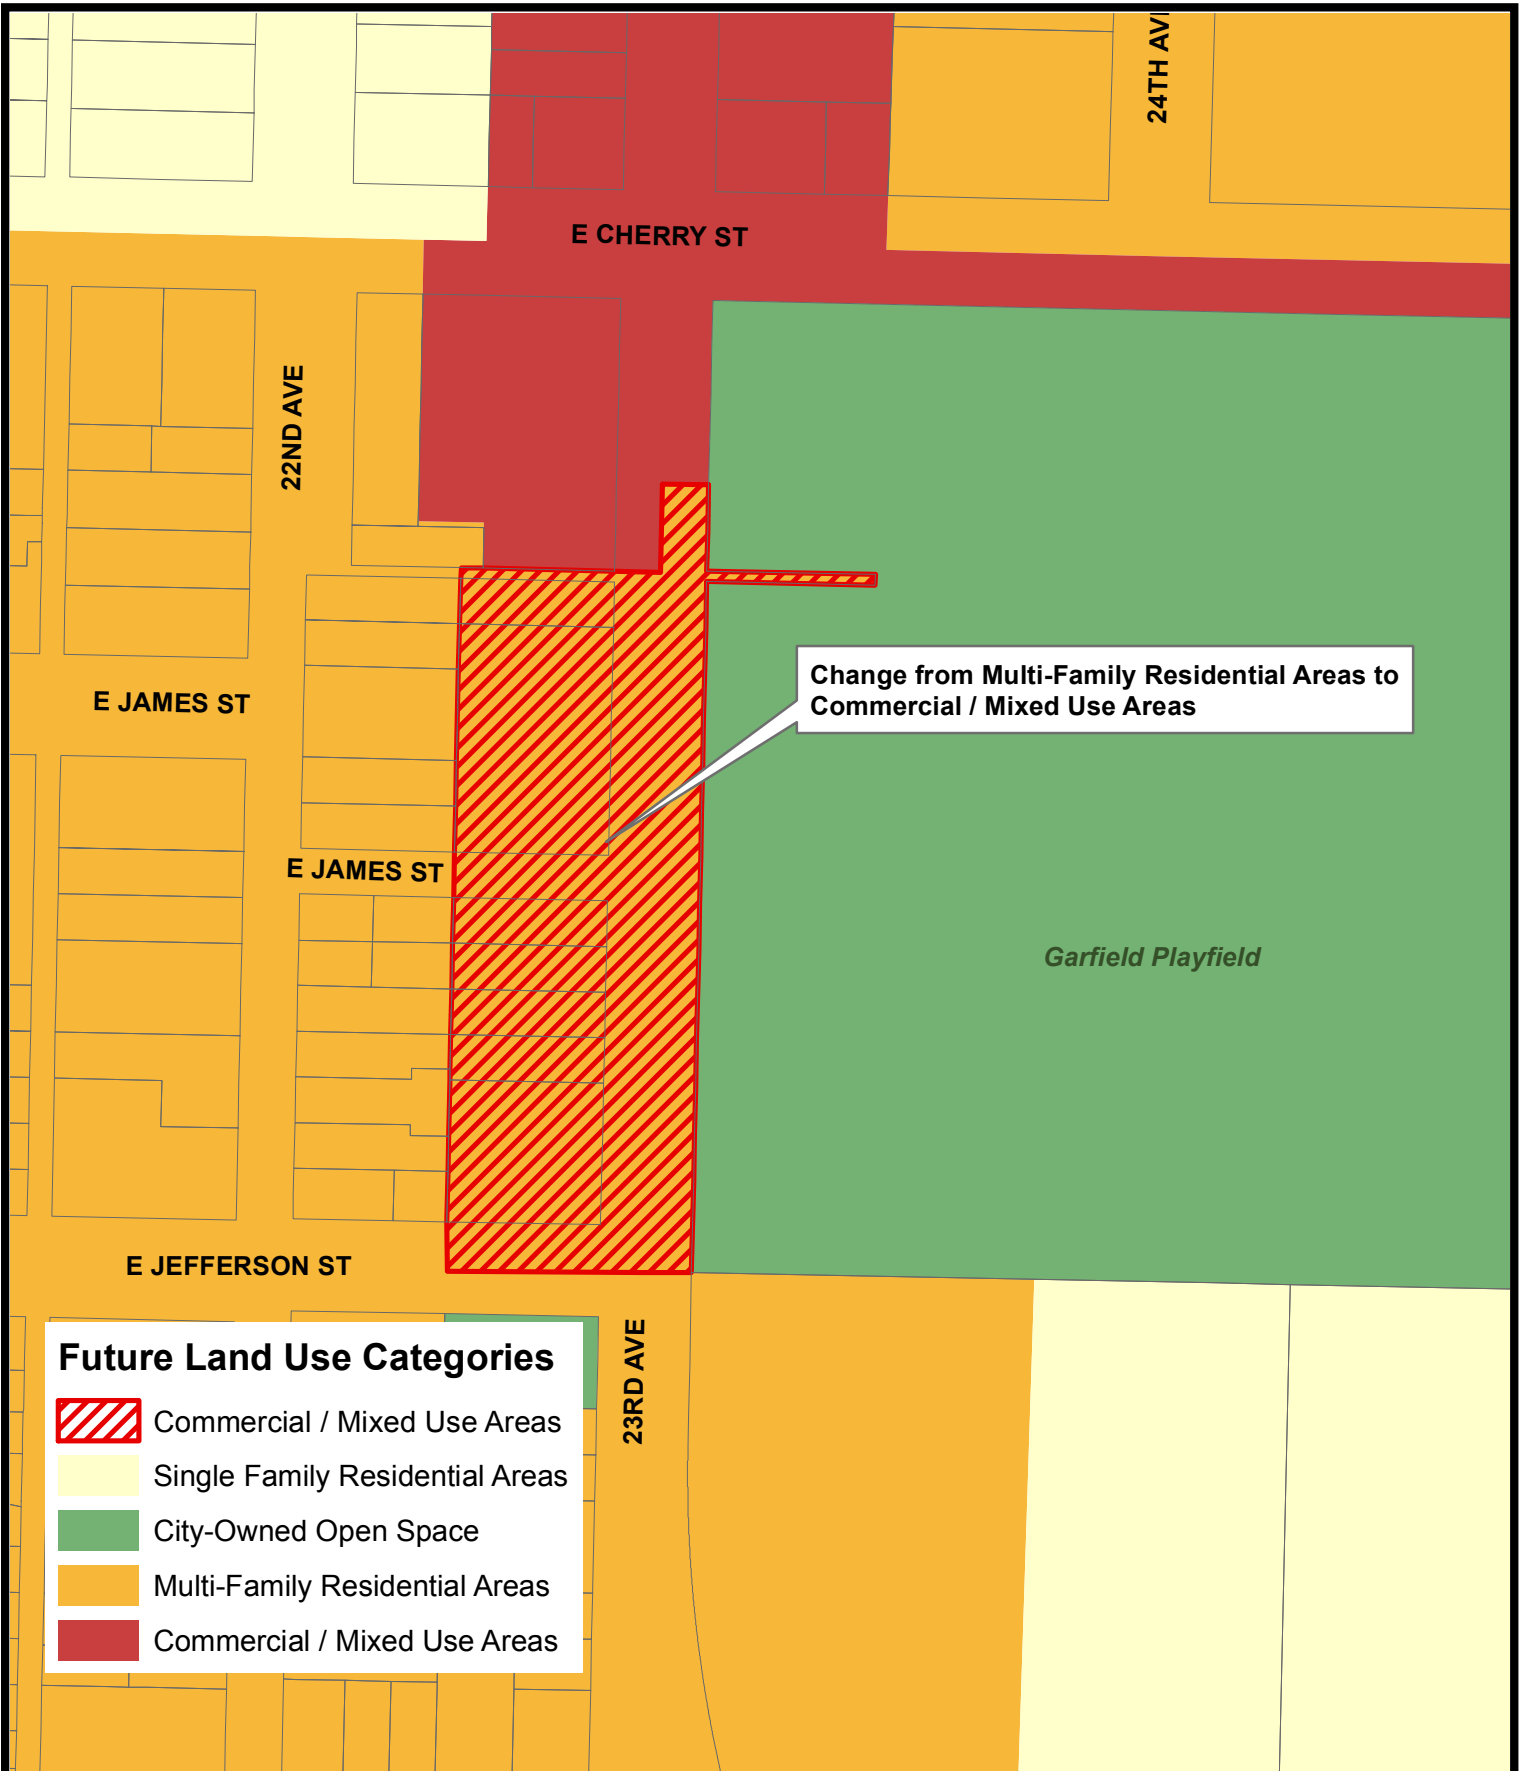 24TH AVE
E CHERRY ST
22ND AVE
Change from Multi-Family Residential Areas to
Commercial / Mixed Use Areas
E JAMES ST
E JAMES ST
Garfield Playfield
E JEFFERSON ST
23RD AVE
Future Land Use Categories
Commercial / Mixed Use Areas
Single Family Residential Areas
City-Owned Open Space
Multi-Family Residential Areas
Commercial / Mixed Use Areas